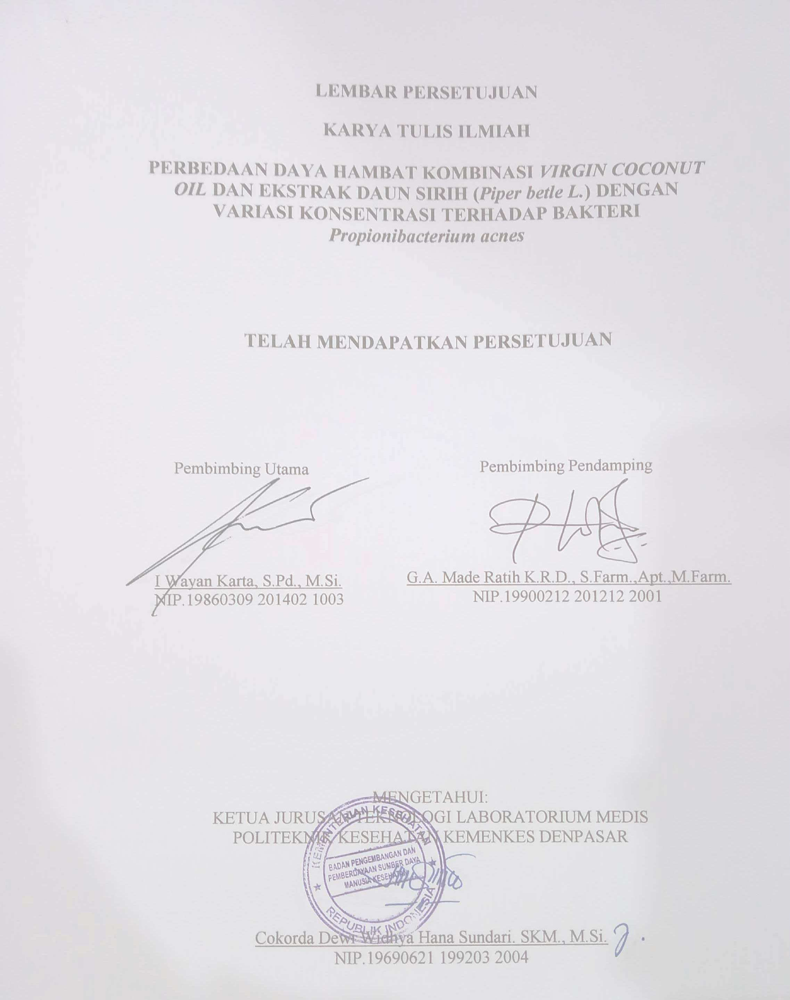 LEMBAR PERSETUJUAN
KARYA TULIS ILMIAH
PERBEDAAN DAYA HAMBAT KOMBINASI VIRGIN COCONUT
OIL DAN EKSTRAK DAUN SIRIH (Piper betle L.) DENGAN
VARIASI KONSENTRASI TERHADAP BAKTERI
Propionibacterium acnes
TELAH MENDAPATKAN PERSETUJUAN
Pembimbing Utama
I Wayan Karta, S.Pd., M.Si.
NIP.19860309 201402 1003
Pembimbing Pendamping
G.A. Made Ratih K.R.D., S.Farm.,Apt.,M.Farm.
NIP.19900212 201212 2001
MENGETAHUI:
KETUA JURUSAN TEKNOLOGI LABORATORIUM MEDIS
POLITEKNIK KESEHATAN KEMENKES DENPASAR
KEMENTERIAN KESEHATAN
BADAN PENGEMBANGAN DAN
PEMBERDAYAAN SUMBER DAYA
MANUSIA KESEHATAN
REPUBLIK INDONESIA
Cokorda Dewi Widhya Hana Sundari. SKM., M.Si.
NIP.19690621 199203 2004